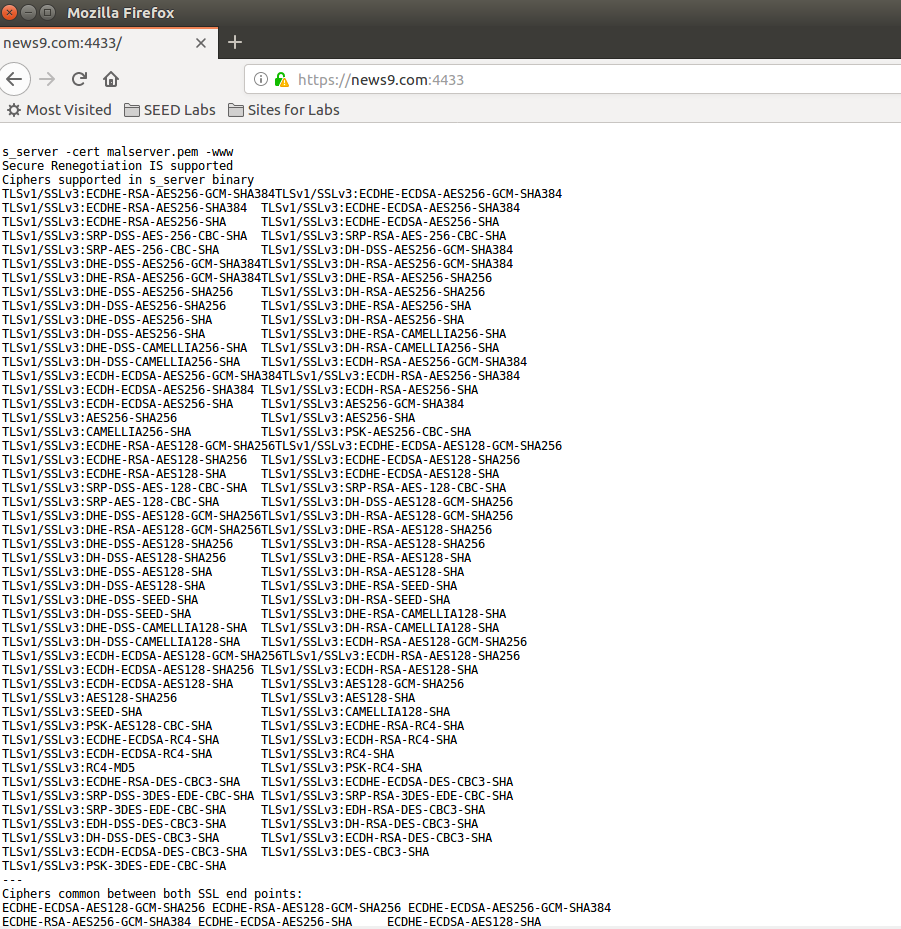 Mozilla Firefox
news9.com:4433/
https://news9.com:4433
Most Visited SEED Labs Sites for Labs
s_server -cert malserver.pem -www
Secure Renegotiation IS supported
Ciphers supported in s_server binary
TLSv1/SSLv3:ECDHE-RSA-AES256-GCM-SHA384TLSv1/SSLv3:ECDHE-ECDSA-AES256-GCM-SHA384
TLSv1/SSLv3:ECDHE-RSA-AES256-SHA384 TLSv1/SSLv3:ECDHE-ECDSA-AES256-SHA384
TLSv1/SSLv3:ECDHE-RSA-AES256-SHA TLSv1/SSLv3:ECDHE-ECDSA-AES256-SHA
TLSv1/SSLv3:SRP-DSS-AES-256-CBC-SHA TLSv1/SSLv3:SRP-RSA-AES-256-CBC-SHA
TLSv1/SSLv3:SRP-AES-256-CBC-SHA TLSv1/SSLv3:DH-DSS-AES256-GCM-SHA384
TLSv1/SSLv3:DHE-DSS-AES256-GCM-SHA384TLSv1/SSLv3:DH-RSA-AES256-GCM-SHA384
TLSv1/SSLv3:DHE-RSA-AES256-GCM-SHA384TLSv1/SSLv3:DHE-RSA-AES256-SHA256
TLSv1/SSLv3:DHE-DSS-AES256-SHA256 TLSv1/SSLv3:DH-RSA-AES256-SHA256
TLSv1/SSLv3:DH-DSS-AES256-SHA256 TLSv1/SSLv3:DHE-RSA-AES256-SHA
TLSv1/SSLv3:DHE-DSS-AES256-SHA TLSv1/SSLv3:DH-RSA-AES256-SHA
TLSv1/SSLv3:DH-DSS-AES256-SHA TLSv1/SSLv3:DHE-RSA-CAMELLIA256-SHA
TLSv1/SSLv3:DHE-DSS-CAMELLIA256-SHA TLSv1/SSLv3:DH-RSA-CAMELLIA256-SHA
TLSv1/SSLv3:DH-DSS-CAMELLIA256-SHA TLSv1/SSLv3:ECDH-RSA-AES256-GCM-SHA384
TLSv1/SSLv3:ECDH-ECDSA-AES256-GCM-SHA384TLSv1/SSLv3:ECDH-RSA-AES256-SHA384
TLSv1/SSLv3:ECDH-ECDSA-AES256-SHA384 TLSv1/SSLv3:ECDH-RSA-AES256-SHA
TLSv1/SSLv3:ECDH-ECDSA-AES256-SHA TLSv1/SSLv3:AES256-GCM-SHA384
TLSv1/SSLv3:AES256-SHA256 TLSv1/SSLv3:AES256-SHA
TLSv1/SSLv3:CAMELLIA256-SHA TLSv1/SSLv3:PSK-AES256-CBC-SHA
TLSv1/SSLv3:ECDHE-RSA-AES128-GCM-SHA256TLSv1/SSLv3:ECDHE-ECDSA-AES128-GCM-SHA256
TLSv1/SSLv3:ECDHE-RSA-AES128-SHA256 TLSv1/SSLv3:ECDHE-ECDSA-AES128-SHA256
TLSv1/SSLv3:ECDHE-RSA-AES128-SHA TLSv1/SSLv3:ECDHE-ECDSA-AES128-SHA
TLSv1/SSLv3:SRP-DSS-AES-128-CBC-SHA TLSv1/SSLv3:SRP-RSA-AES-128-CBC-SHA
TLSv1/SSLv3:SRP-AES-128-CBC-SHA TLSv1/SSLv3:DH-DSS-AES128-GCM-SHA256
TLSv1/SSLv3:DHE-DSS-AES128-GCM-SHA256TLSv1/SSLv3:DH-RSA-AES128-GCM-SHA256
TLSv1/SSLv3:DHE-RSA-AES128-GCM-SHA256TLSv1/SSLv3:DHE-RSA-AES128-SHA256
TLSv1/SSLv3:DHE-DSS-AES128-SHA256 TLSv1/SSLv3:DH-RSA-AES128-SHA256
TLSv1/SSLv3:DH-DSS-AES128-SHA256 TLSv1/SSLv3:DHE-RSA-AES128-SHA
TLSv1/SSLv3:DHE-DSS-AES128-SHA TLSv1/SSLv3:DH-RSA-AES128-SHA
TLSv1/SSLv3:DH-DSS-AES128-SHA TLSv1/SSLv3:DHE-RSA-SEED-SHA
TLSv1/SSLv3:DHE-DSS-SEED-SHA TLSv1/SSLv3:DH-RSA-SEED-SHA
TLSv1/SSLv3:DH-DSS-SEED-SHA TLSv1/SSLv3:DHE-RSA-CAMELLIA128-SHA
TLSv1/SSLv3:DHE-DSS-CAMELLIA128-SHA TLSv1/SSLv3:DH-RSA-CAMELLIA128-SHA
TLSv1/SSLv3:DH-DSS-CAMELLIA128-SHA TLSv1/SSLv3:ECDH-RSA-AES128-GCM-SHA256
TLSv1/SSLv3:ECDH-ECDSA-AES128-GCM-SHA256TLSv1/SSLv3:ECDH-RSA-AES128-SHA256
TLSv1/SSLv3:ECDH-ECDSA-AES128-SHA256 TLSv1/SSLv3:ECDH-RSA-AES128-SHA
TLSv1/SSLv3:ECDH-ECDSA-AES128-SHA TLSv1/SSLv3:AES128-GCM-SHA256
TLSv1/SSLv3:AES128-SHA256 TLSv1/SSLv3:AES128-SHA
TLSv1/SSLv3:SEED-SHA TLSv1/SSLv3:CAMELLIA128-SHA
TLSv1/SSLv3:PSK-AES128-CBC-SHA TLSv1/SSLv3:ECDHE-RSA-RC4-SHA
TLSv1/SSLv3:ECDHE-ECDSA-RC4-SHA TLSv1/SSLv3:ECDH-RSA-RC4-SHA
TLSv1/SSLv3:ECDH-ECDSA-RC4-SHA TLSv1/SSLv3:RC4-SHA
TLSv1/SSLv3:RC4-MD5 TLSv1/SSLv3:PSK-RC4-SHA
TLSv1/SSLv3:ECDHE-RSA-DES-CBC3-SHA TLSv1/SSLv3:ECDHE-ECDSA-DES-CBC3-SHA
TLSv1/SSLv3:SRP-DSS-3DES-EDE-CBC-SHA TLSv1/SSLv3:SRP-RSA-3DES-EDE-CBC-SHA
TLSv1/SSLv3:SRP-3DES-EDE-CBC-SHA TLSv1/SSLv3:EDH-RSA-DES-CBC3-SHA
TLSv1/SSLv3:EDH-DSS-DES-CBC3-SHA TLSv1/SSLv3:DH-RSA-DES-CBC3-SHA
TLSv1/SSLv3:DH-DSS-DES-CBC3-SHA TLSv1/SSLv3:ECDH-RSA-DES-CBC3-SHA
TLSv1/SSLv3:ECDH-ECDSA-DES-CBC3-SHA TLSv1/SSLv3:DES-CBC3-SHA
TLSv1/SSLv3:PSK-3DES-EDE-CBC-SHA
---
Ciphers common between both SSL end points:
ECDHE-ECDSA-AES128-GCM-SHA256 ECDHE-RSA-AES128-GCM-SHA256 ECDHE-ECDSA-AES256-GCM-SHA384
ECDHE-RSA-AES256-GCM-SHA384 ECDHE-ECDSA-AES256-SHA ECDHE-ECDSA-AES128-SHA